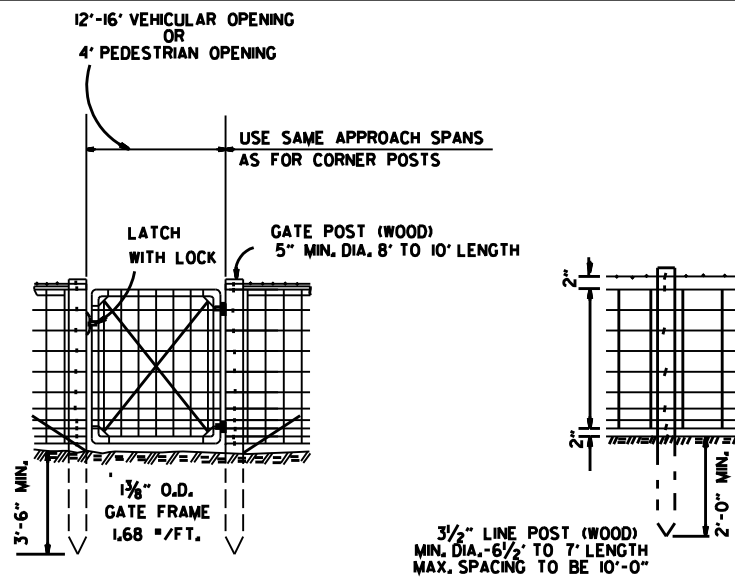 12'-16' VEHICULAR OPENING
OR
4' PEDESTRIAN OPENING
USE SAME APPROACH SPANS
AS FOR CORNER POSTS
LATCH
WITH LOCK
GATE POST (WOOD)
5" MIN. DIA. 8' TO 10' LENGTH
2"
2"
3'-6" MIN.
1⅜" O.D.
GATE FRAME
1.68 #/FT.
2'-0" MIN.
3½" LINE POST (WOOD)
MIN. DIA.-6½' TO 7' LENGTH
MAX. SPACING TO BE 10'-0"